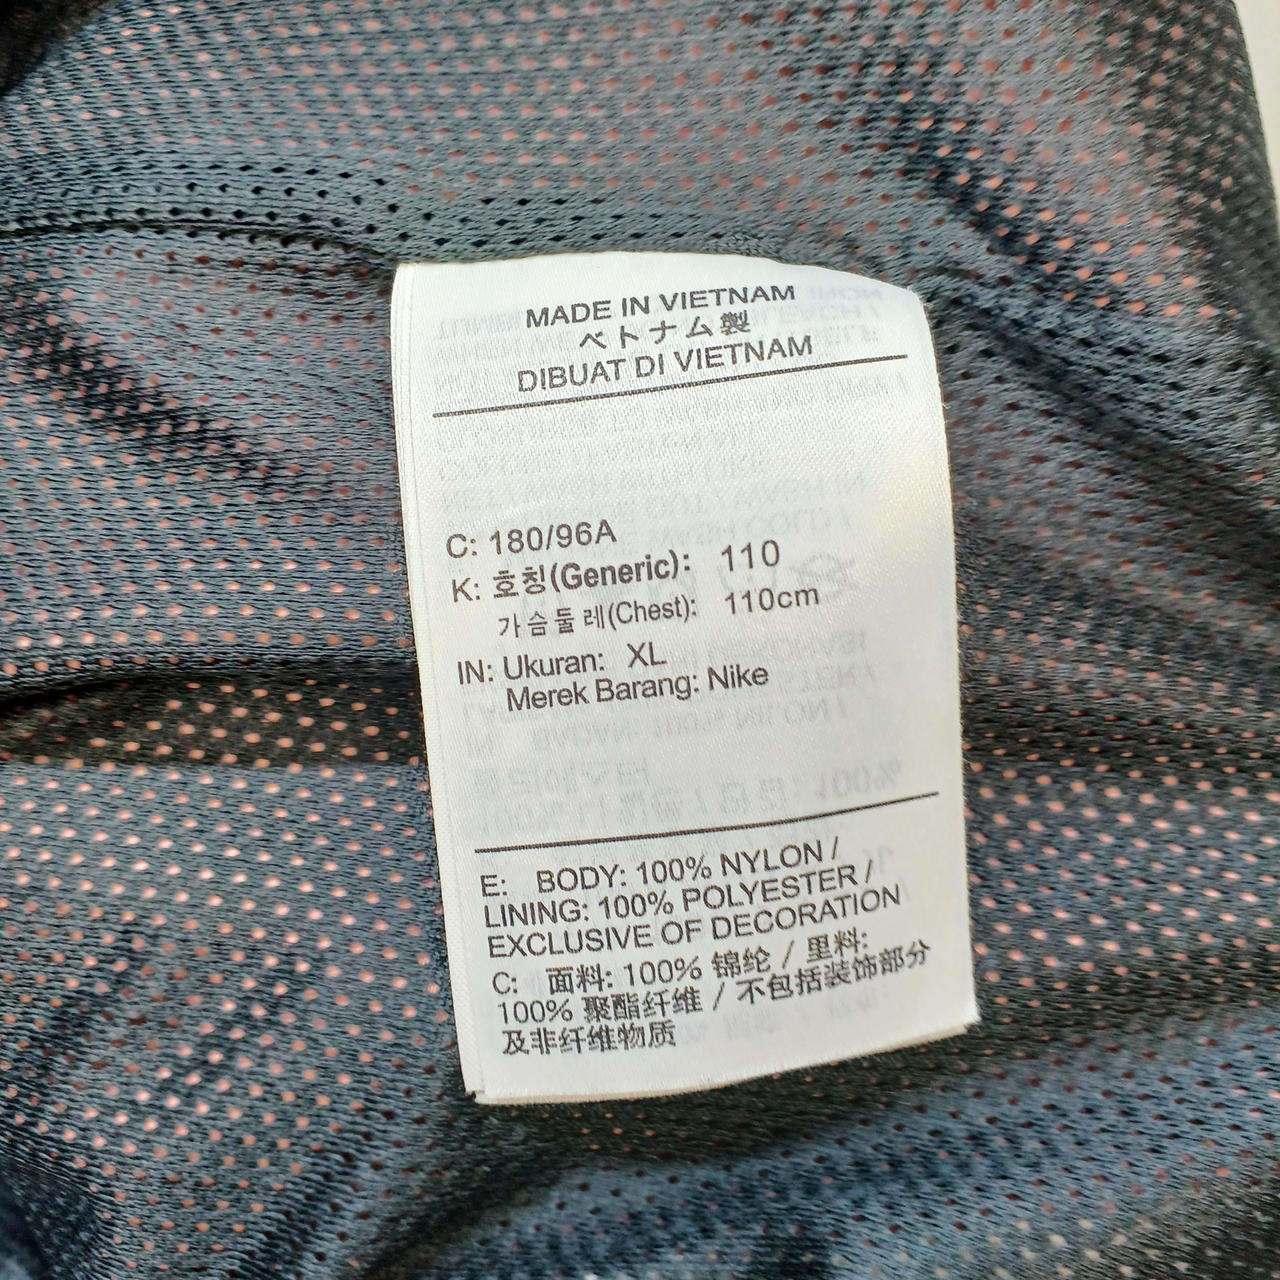 MADE IN VIETNAM
ベトナム製
DIBUAT DI VIETNAM
C: 180/96A
K: 호칭(Generic): 110
가슴둘레(Chest): 110cm
IN: Ukuran: XL
Merek Barang: Nike
E: BODY: 100% NYLON /
LINING: 100% POLYESTER /
EXCLUSIVE OF DECORATION
C: 面料: 100% 锦纶 / 里料:
100% 聚酯纤维 / 不包括装饰部分
及非纤维物质